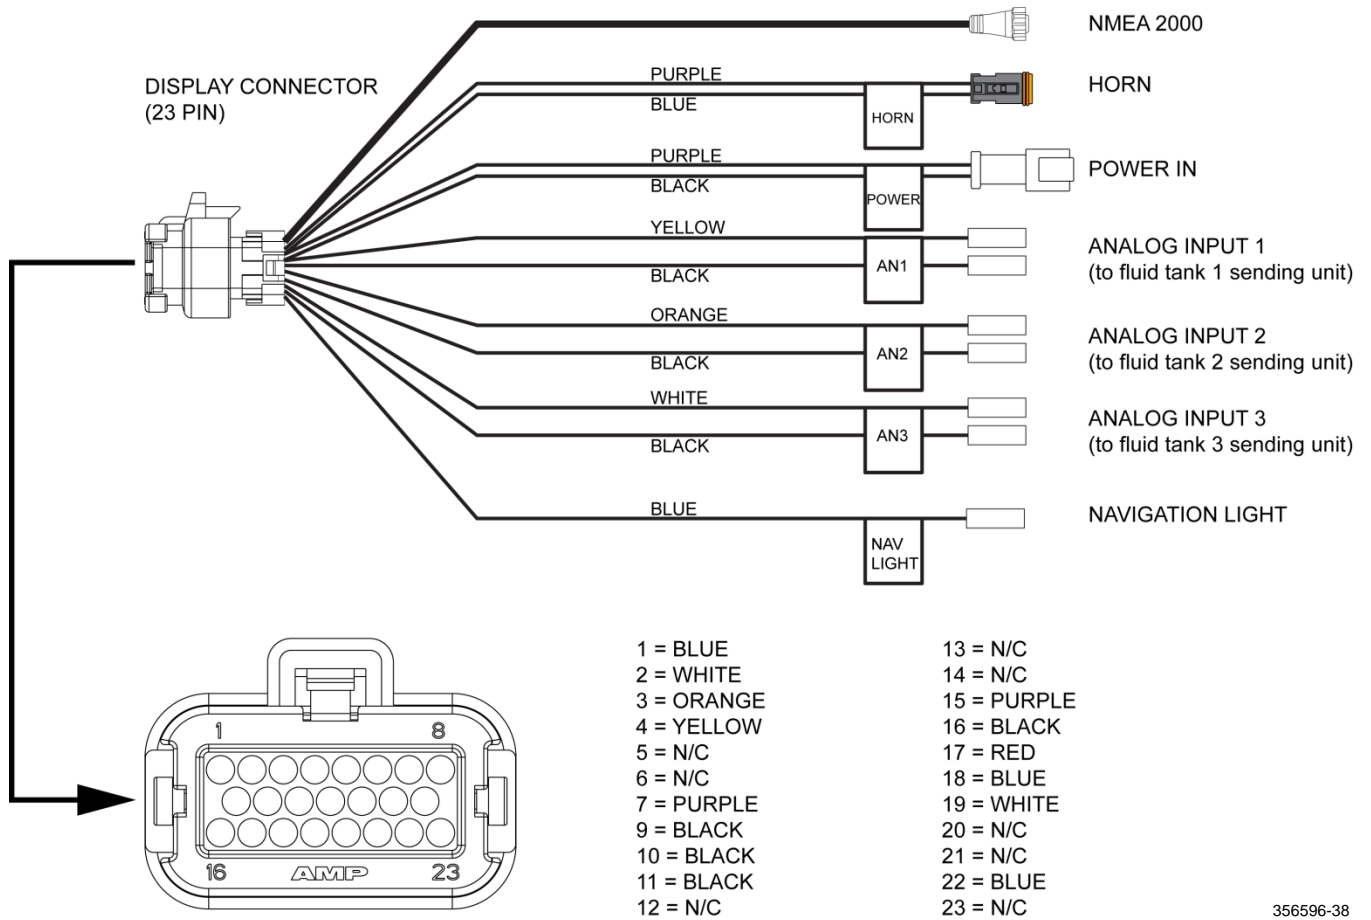 NMEA 2000
DISPLAY CONNECTOR
(23 PIN)
PURPLE
BLUE
HORN
HORN
PURPLE
BLACK
POWER
POWER IN
YELLOW
BLACK
AN1
ANALOG INPUT 1
(to fluid tank 1 sending unit)
ORANGE
BLACK
AN2
ANALOG INPUT 2
(to fluid tank 2 sending unit)
WHITE
BLACK
AN3
ANALOG INPUT 3
(to fluid tank 3 sending unit)
BLUE
NAV
LIGHT
NAVIGATION LIGHT
1 8
16 AMP 23
1 = BLUE
2 = WHITE
3 = ORANGE
4 = YELLOW
5 = N/C
6 = N/C
7 = PURPLE
9 = BLACK
10 = BLACK
11 = BLACK
12 = N/C
13 = N/C
14 = N/C
15 = PURPLE
16 = BLACK
17 = RED
18 = BLUE
19 = WHITE
20 = N/C
21 = N/C
22 = BLUE
23 = N/C
356596-38